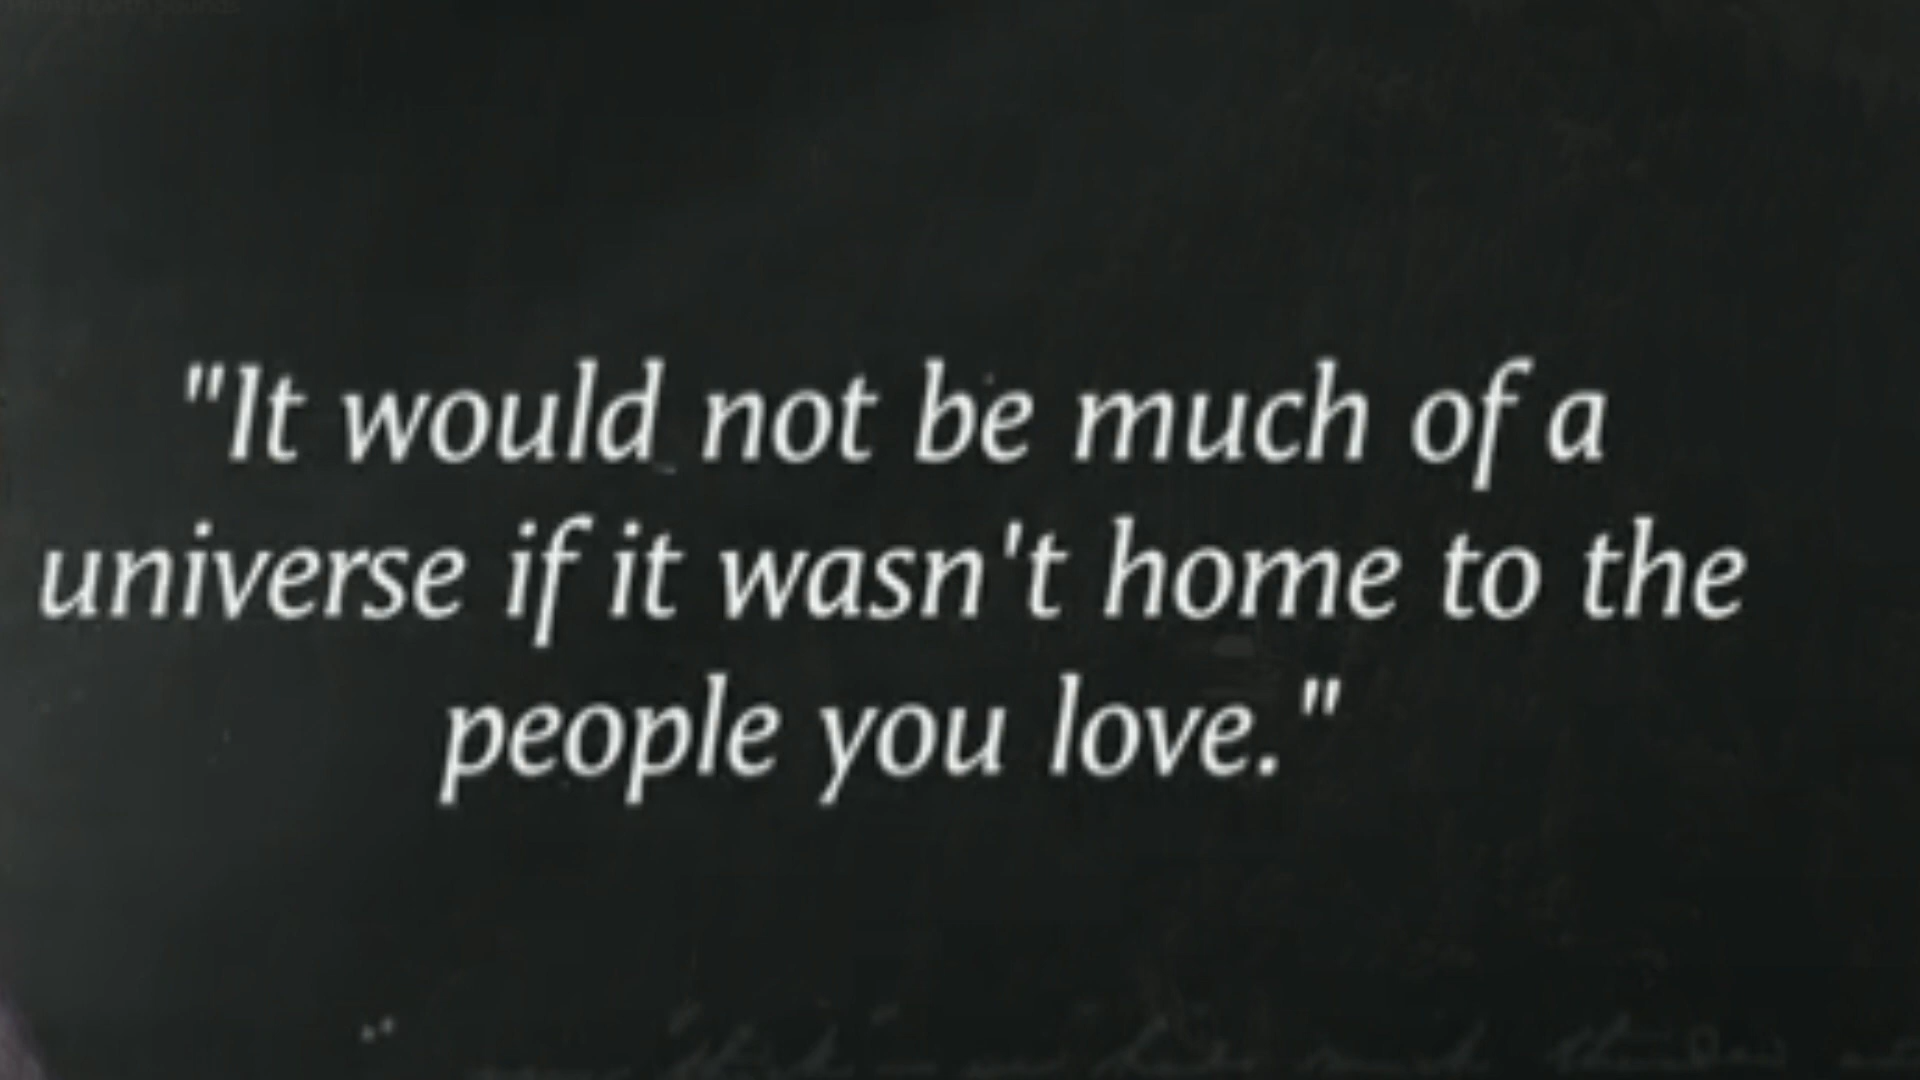 "It would not be much of a
universe if it wasn't home to the
people you love."